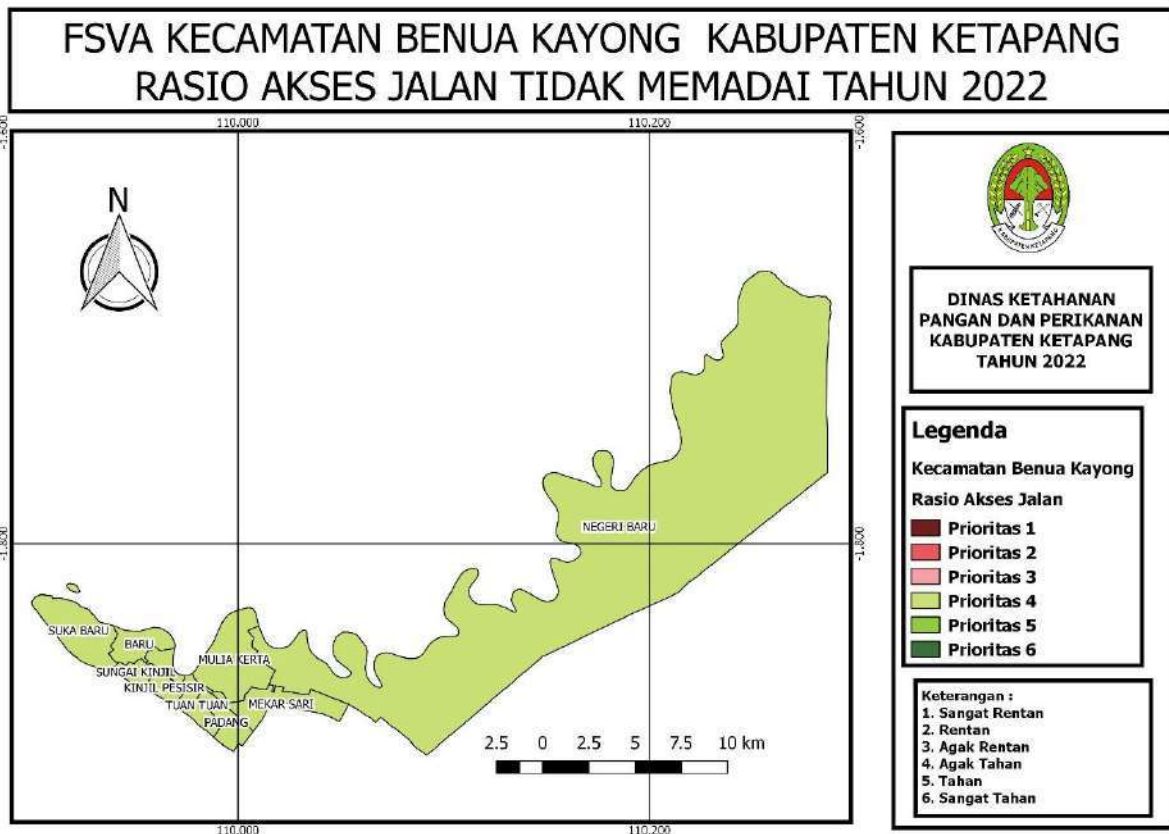 FSVA KECAMATAN BENUA KAYONG KABUPATEN KETAPANG
RASIO AKSES JALAN TIDAK MEMADAI TAHUN 2022
110.000
110.200
-1.600
-1.600
N
KABUPATEN KETAPANG
DINAS KETAHANAN
PANGAN DAN PERIKANAN
KABUPATEN KETAPANG
TAHUN 2022
Legenda
Kecamatan Benua Kayong
Rasio Akses Jalan
Prioritas 1
Prioritas 2
Prioritas 3
Prioritas 4
Prioritas 5
Prioritas 6
NEGERI BARU
-1.800
-1.800
SUKA BARU
BARU
MULIA KERTA
SUNGAI KINJIL
KINJIL PESISIR
TUAN TUAN
MEKAR SARI
PADANG
2.5 0 2.5 5 7.5 10 km
Keterangan :
1. Sangat Rentan
2. Rentan
3. Agak Rentan
4. Agak Tahan
5. Tahan
6. Sangat Tahan
110.000
110.200